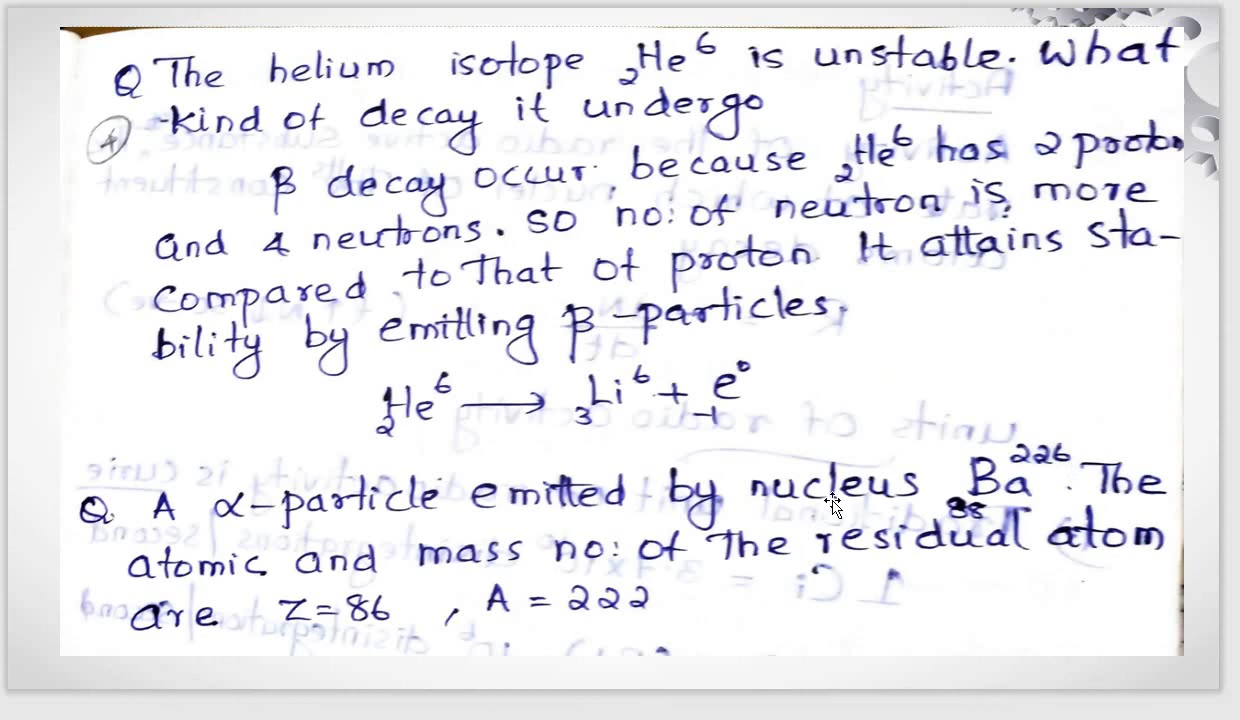 Q The helium isotope ₂He⁶ is unstable. What
④ kind of decay it undergo
β decay occur, because ₂He⁶ has 2 proto
and 4 neutrons. so no: of neutron is more
compared to that of proton It attains sta-
bility by emitting β-particles.
₂He⁶ → ₃Li⁶ + ₋₁e⁰
Q. A α-particle emitted by nucleus ₈₈Ba²²⁶. The
atomic and mass no: of the residual atom
are Z=86 , A = 222